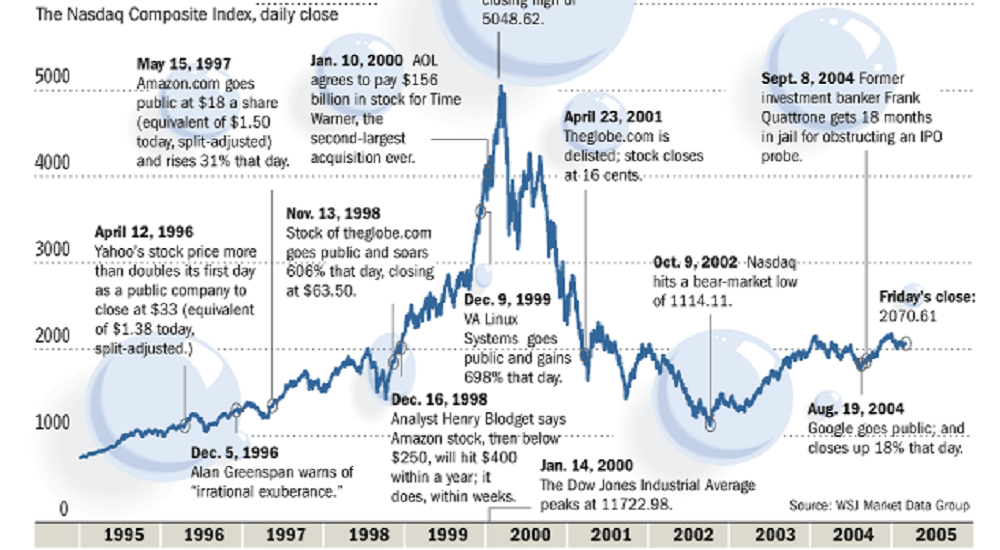 The Nasdaq Composite Index, daily close
closing high of
5048.62.
5000
4000
3000
2000
1000
0
May 15, 1997
Amazon.com goes
public at $18 a share
(equivalent of $1.50
today, split-adjusted)
and rises 31% that day.
Jan. 10, 2000 AOL
agrees to pay $156
billion in stock for Time
Warner, the
second-largest
acquisition ever.
April 23, 2001
Theglobe.com is
delisted; stock closes
at 16 cents.
Sept. 8, 2004 Former
investment banker Frank
Quattrone gets 18 months
in jail for obstructing an IPO
probe.
April 12, 1996
Yahoo's stock price more
than doubles its first day
as a public company to
close at $33 (equivalent
of $1.38 today,
split-adjusted.)
Nov. 13, 1998
Stock of theglobe.com
goes public and soars
606% that day, closing
at $63.50.
Dec. 9, 1999
VA Linux
Systems goes
public and gains
698% that day.
Oct. 9, 2002 Nasdaq
hits a bear-market low
of 1114.11.
Friday's close:
2070.61
Dec. 5, 1996
Alan Greenspan warns of
"irrational exuberance."
Dec. 16, 1998
Analyst Henry Blodget says
Amazon stock, then below
$250, will hit $400
within a year; it
does, within weeks.
Jan. 14, 2000
The Dow Jones Industrial Average
peaks at 11722.98.
Aug. 19, 2004
Google goes public; and
closes up 18% that day.
Source: WSJ Market Data Group
1995 1996 1997 1998 1999 2000 2001 2002 2003 2004 2005